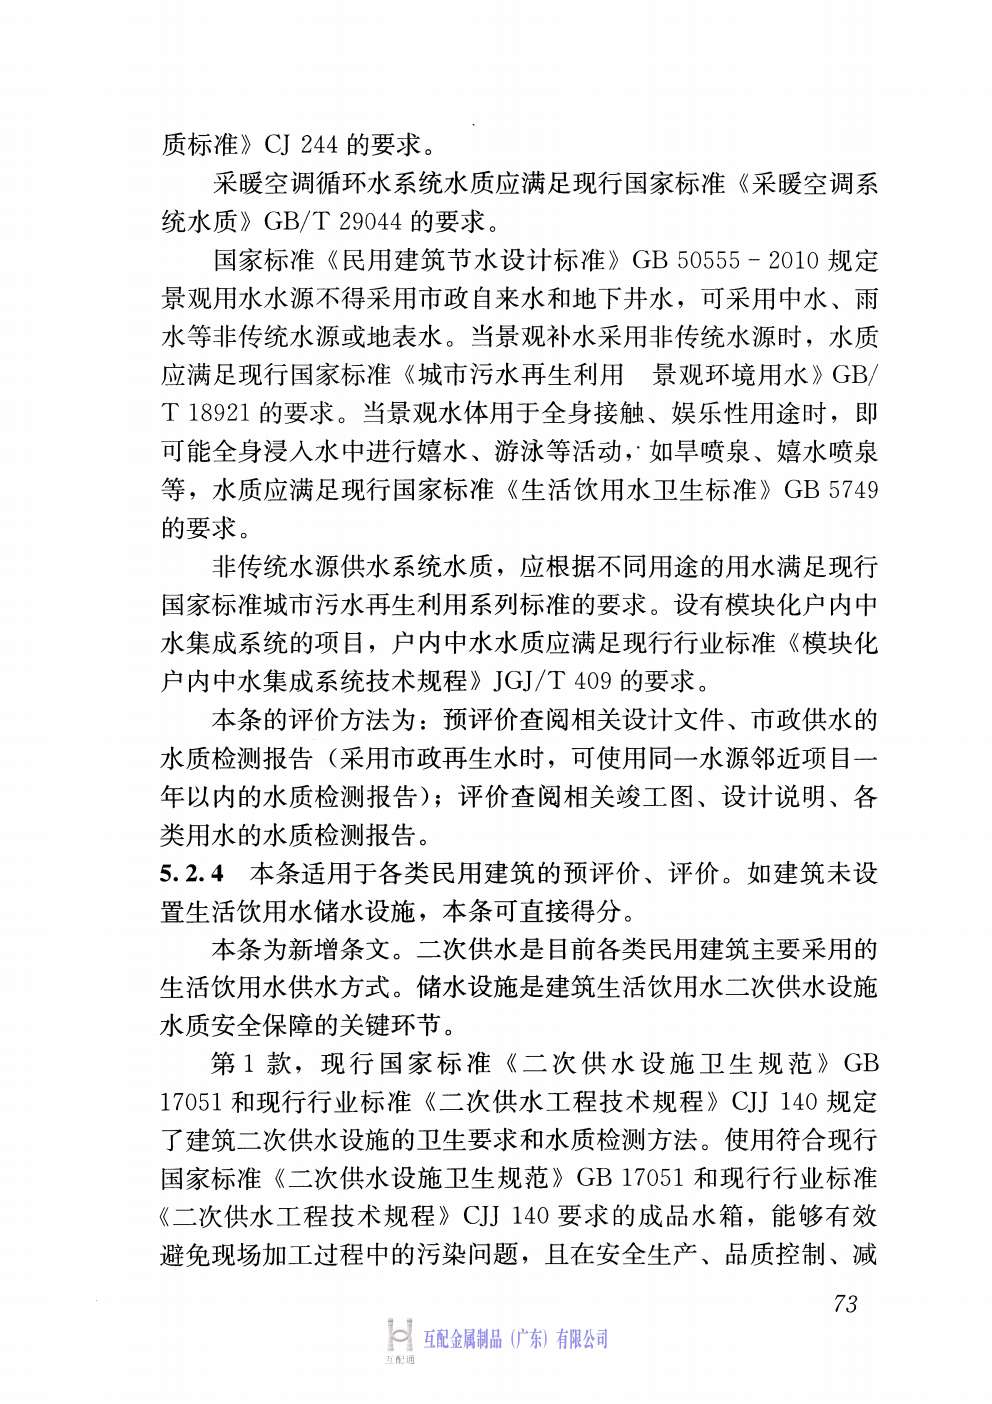 质标准》CJ 244 的要求。
采暖空调循环水系统水质应满足现行国家标准《采暖空调系
统水质》GB/T 29044 的要求。
国家标准《民用建筑节水设计标准》GB 50555－2010 规定
景观用水水源不得采用市政自来水和地下井水，可采用中水、雨
水等非传统水源或地表水。当景观补水采用非传统水源时，水质
应满足现行国家标准《城市污水再生利用　景观环境用水》GB/
T 18921 的要求。当景观水体用于全身接触、娱乐性用途时，即
可能全身浸入水中进行嬉水、游泳等活动，如旱喷泉、嬉水喷泉
等，水质应满足现行国家标准《生活饮用水卫生标准》GB 5749
的要求。
非传统水源供水系统水质，应根据不同用途的用水满足现行
国家标准城市污水再生利用系列标准的要求。设有模块化户内中
水集成系统的项目，户内中水水质应满足现行行业标准《模块化
户内中水集成系统技术规程》JGJ/T 409 的要求。
本条的评价方法为：预评价查阅相关设计文件、市政供水的
水质检测报告（采用市政再生水时，可使用同一水源邻近项目一
年以内的水质检测报告）；评价查阅相关竣工图、设计说明、各
类用水的水质检测报告。
5.2.4　本条适用于各类民用建筑的预评价、评价。如建筑未设
置生活饮用水储水设施，本条可直接得分。
本条为新增条文。二次供水是目前各类民用建筑主要采用的
生活饮用水供水方式。储水设施是建筑生活饮用水二次供水设施
水质安全保障的关键环节。
第 1 款，现行国家标准《二次供水设施卫生规范》GB
17051 和现行行业标准《二次供水工程技术规程》CJJ 140 规定
了建筑二次供水设施的卫生要求和水质检测方法。使用符合现行
国家标准《二次供水设施卫生规范》GB 17051 和现行行业标准
《二次供水工程技术规程》CJJ 140 要求的成品水箱，能够有效
避免现场加工过程中的污染问题，且在安全生产、品质控制、减
73
互配金属制品（广东）有限公司
互配通